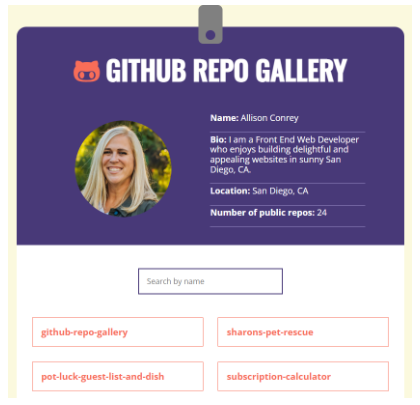 GITHUB REPO GALLERY
Name: Allison Conrey
Bio: I am a Front End Web Developer
who enjoys building delightful and
appealing websites in sunny San
Diego, CA.
Location: San Diego, CA
Number of public repos: 24
Search by name
github-repo-gallery
sharons-pet-rescue
pot-luck-guest-list-and-dish
subscription-calculator